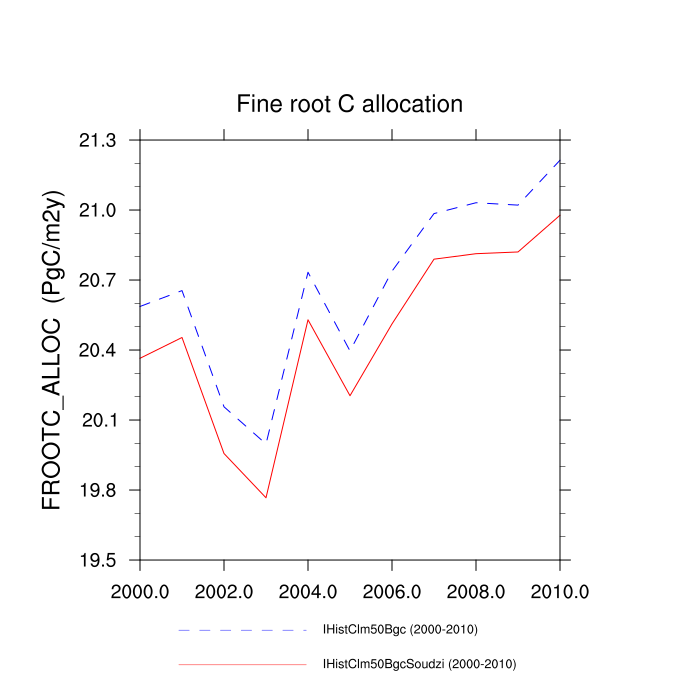 Fine root C allocation
FROOTC_ALLOC (PgC/m2y)
21.3
21.0
20.7
20.4
20.1
19.8
19.5
2000.0 2002.0 2004.0 2006.0 2008.0 2010.0
IHistClm50Bgc (2000-2010)
IHistClm50BgcSoudzi (2000-2010)